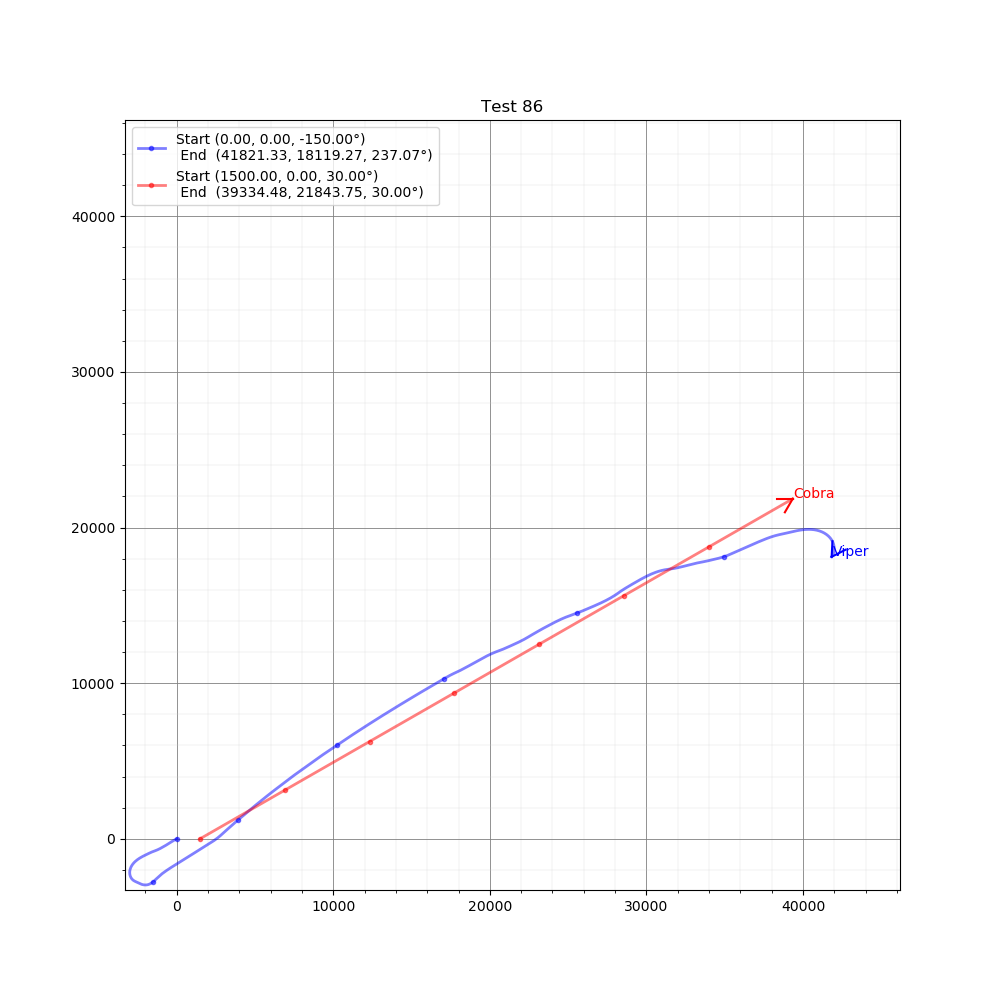 Test 86
Start (0.00, 0.00, -150.00°)
End (41821.33, 18119.27, 237.07°)
Start (1500.00, 0.00, 30.00°)
End (39334.48, 21843.75, 30.00°)
40000
30000
Cobra
20000
Viper
10000
0
0 10000 20000 30000 40000